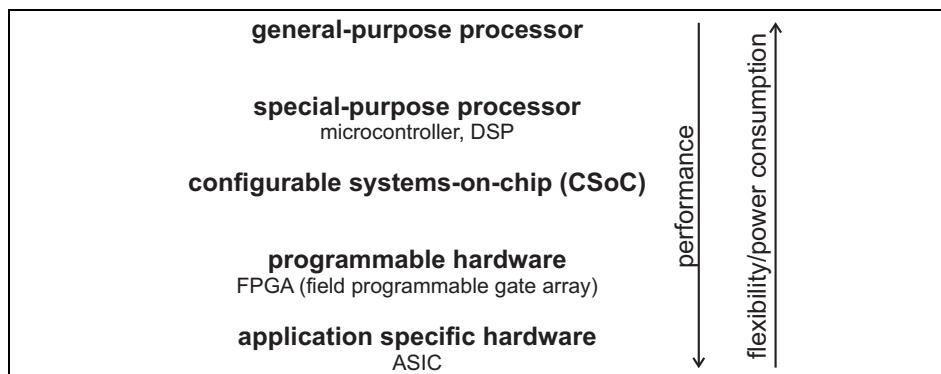 general-purpose processor
special-purpose processor
microcontroller, DSP
configurable systems-on-chip (CSoC)
programmable hardware
FPGA (field programmable gate array)
application specific hardware
ASIC
performance
flexibility/power consumption